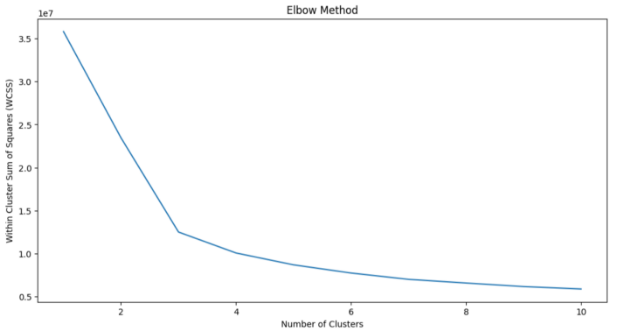 Elbow Method
1e7
3.5
3.0
2.5
2.0
1.5
1.0
0.5
Within Cluster Sum of Squares (WCSS)
2 4 6 8 10
Number of Clusters